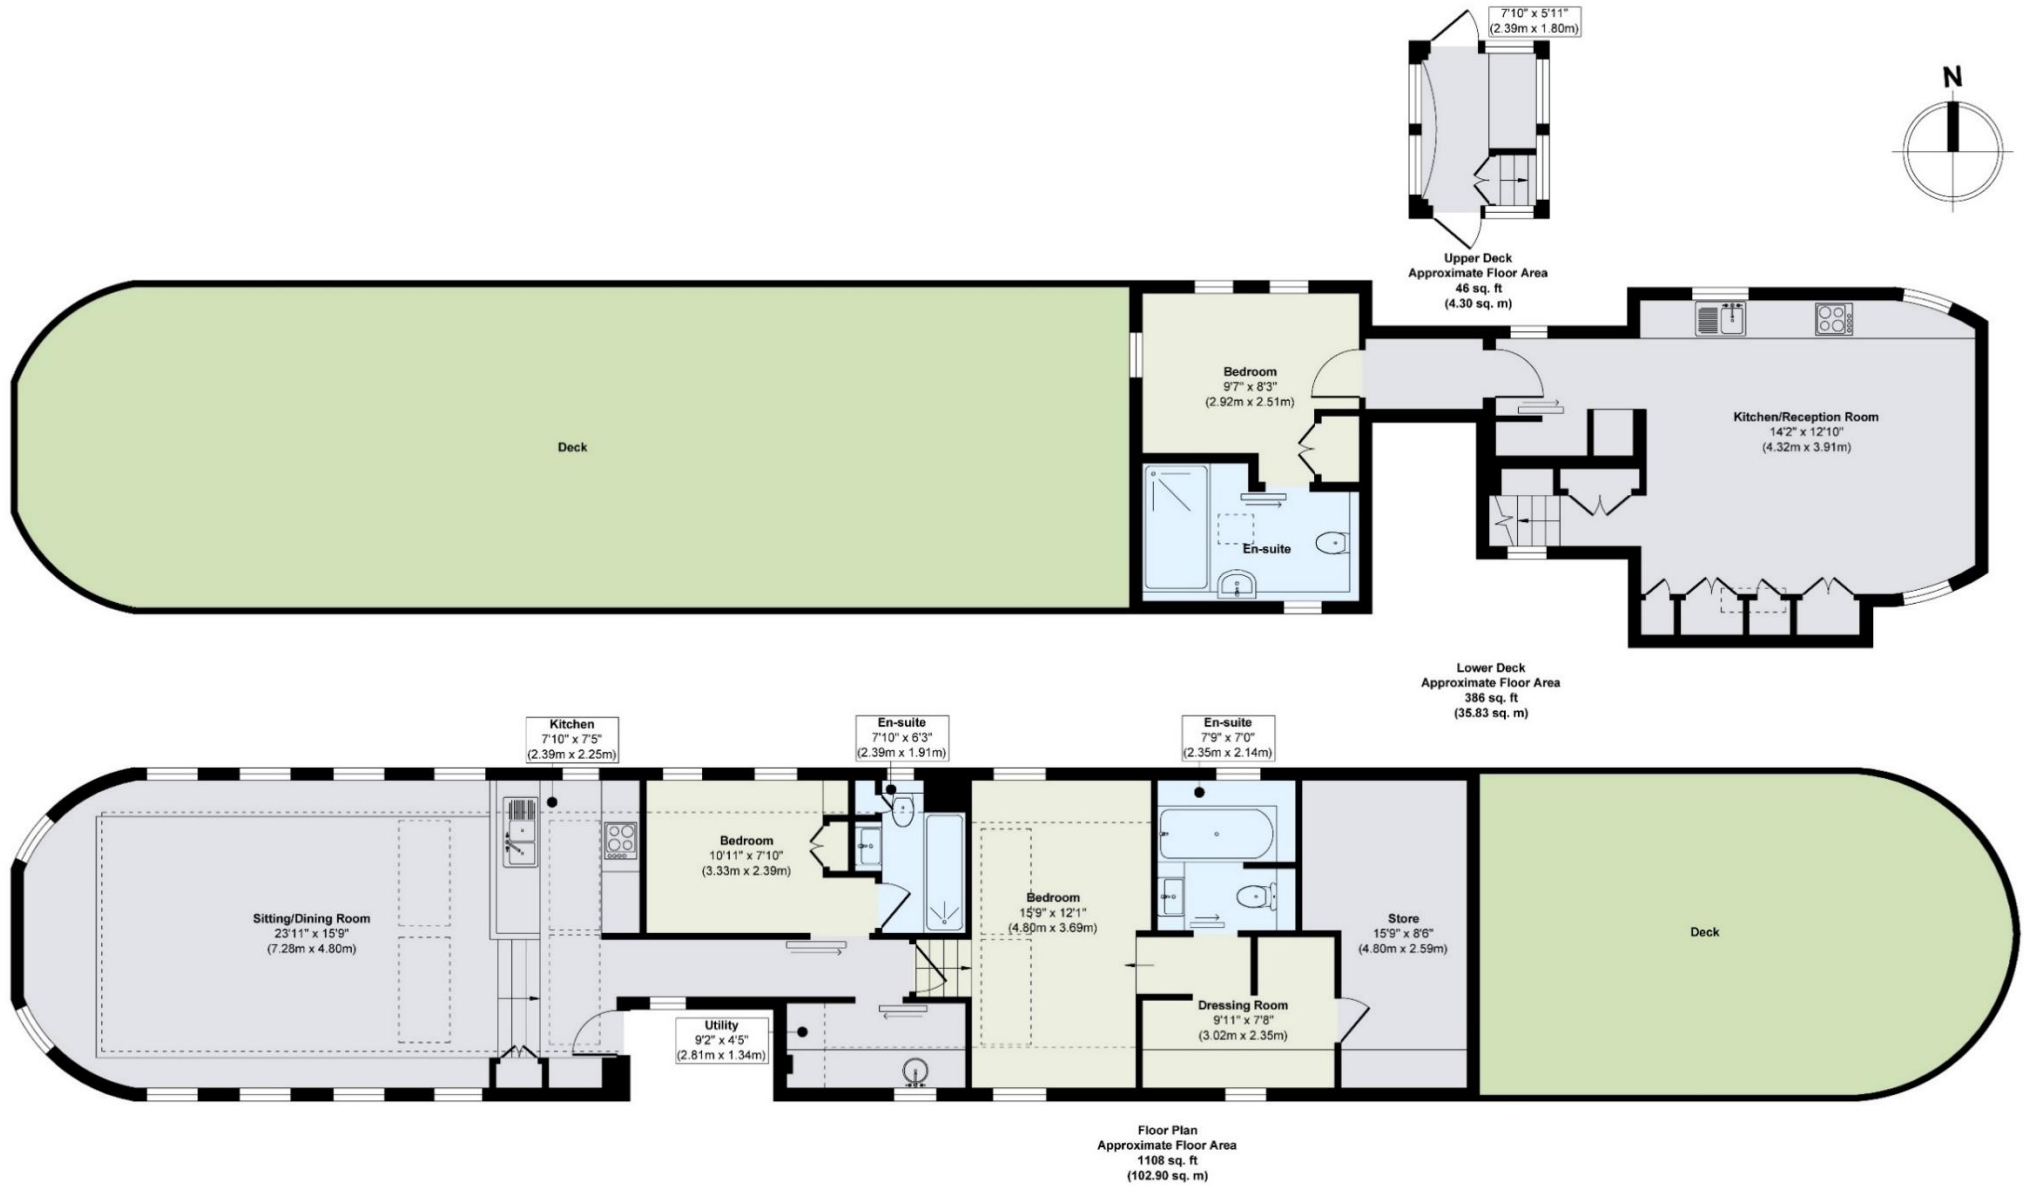 7'10" x 5'11"
(2.39m x 1.80m)
N
Upper Deck
Approximate Floor Area
46 sq. ft
(4.30 sq. m)
Bedroom
9'7" x 8'3"
(2.92m x 2.51m)
Kitchen/Reception Room
14'2" x 12'10"
(4.32m x 3.91m)
Deck
En-suite
Lower Deck
Approximate Floor Area
386 sq. ft
(35.83 sq. m)
Kitchen
7'10" x 7'5"
(2.39m x 2.25m)
En-suite
7'10" x 6'3"
(2.39m x 1.91m)
En-suite
7'9" x 7'0"
(2.35m x 2.14m)
Bedroom
10'11" x 7'10"
(3.33m x 2.39m)
Sitting/Dining Room
23'11" x 15'9"
(7.28m x 4.80m)
Bedroom
15'9" x 12'1"
(4.80m x 3.69m)
Store
15'9" x 8'6"
(4.80m x 2.59m)
Deck
Dressing Room
9'11" x 7'8"
(3.02m x 2.35m)
Utility
9'2" x 4'5"
(2.81m x 1.34m)
Floor Plan
Approximate Floor Area
1108 sq. ft
(102.90 sq. m)